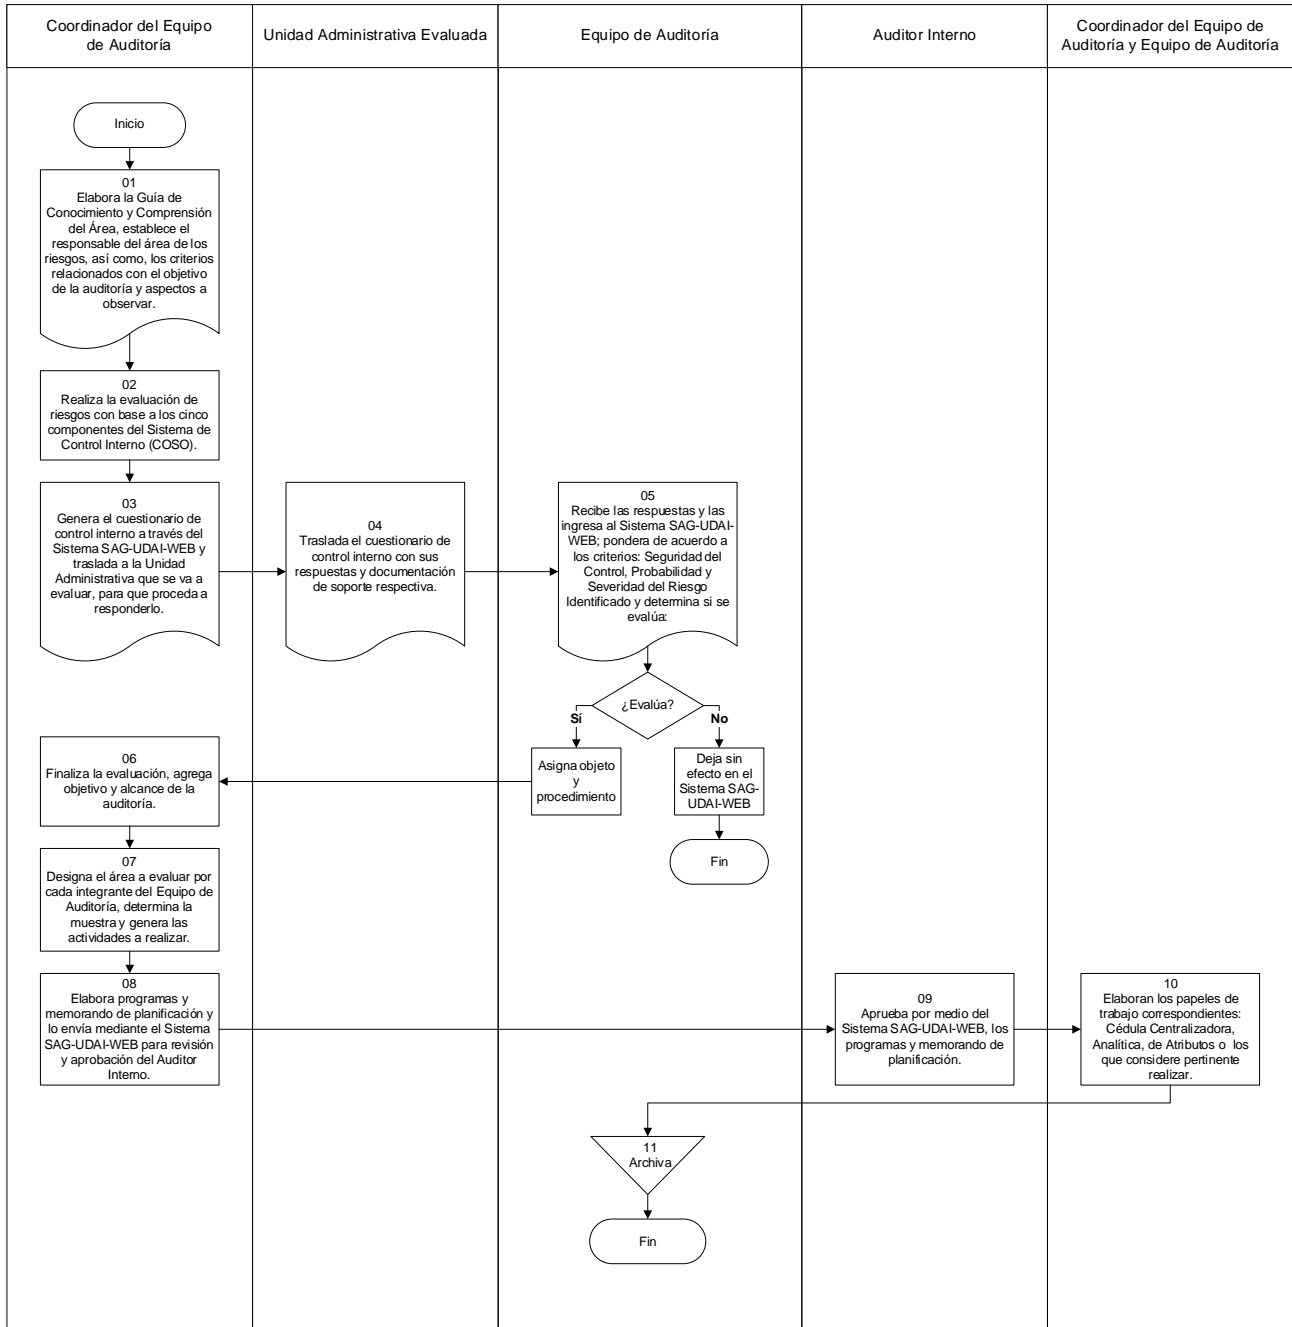 Coordinador del Equipo
de Auditoría
Unidad Administrativa Evaluada
Equipo de Auditoría
Auditor Interno
Coordinador del Equipo de
Auditoría y Equipo de Auditoría
Inicio
01
Elabora la Guía de
Conocimiento y Comprensión
del Área, establece el
responsable del área de los
riesgos, así como, los criterios
relacionados con el objetivo
de la auditoría y aspectos a
observar.
02
Realiza la evaluación de
riesgos con base a los cinco
componentes del Sistema de
Control Interno (COSO).
03
Genera el cuestionario de
control interno a través del
Sistema SAG-UDAI-WEB y
traslada a la Unidad
Administrativa que se va a
evaluar, para que proceda a
responderlo.
04
Traslada el cuestionario de
control interno con sus
respuestas y documentación
de soporte respectiva.
05
Recibe las respuestas y las
ingresa al Sistema SAG-UDAI-
WEB; pondera de acuerdo a
los criterios: Seguridad del
Control, Probabilidad y
Severidad del Riesgo
Identificado y determina si se
evalúa:
¿Evalúa?
Sí
No
Asigna objeto
y
procedimiento
Deja sin
efecto en el
Sistema SAG-
UDAI-WEB
Fin
06
Finaliza la evaluación, agrega
objetivo y alcance de la
auditoría.
07
Designa el área a evaluar por
cada integrante del Equipo de
Auditoría, determina la
muestra y genera las
actividades a realizar.
08
Elabora programas y
memorando de planificación y
lo envía mediante el Sistema
SAG-UDAI-WEB para revisión
y aprobación del Auditor
Interno.
09
Aprueba por medio del
Sistema SAG-UDAI-WEB, los
programas y memorando de
planificación.
10
Elaboran los papeles de
trabajo correspondientes:
Cédula Centralizadora,
Analítica, de Atributos o los
que considere pertinente
realizar.
11
Archiva
Fin